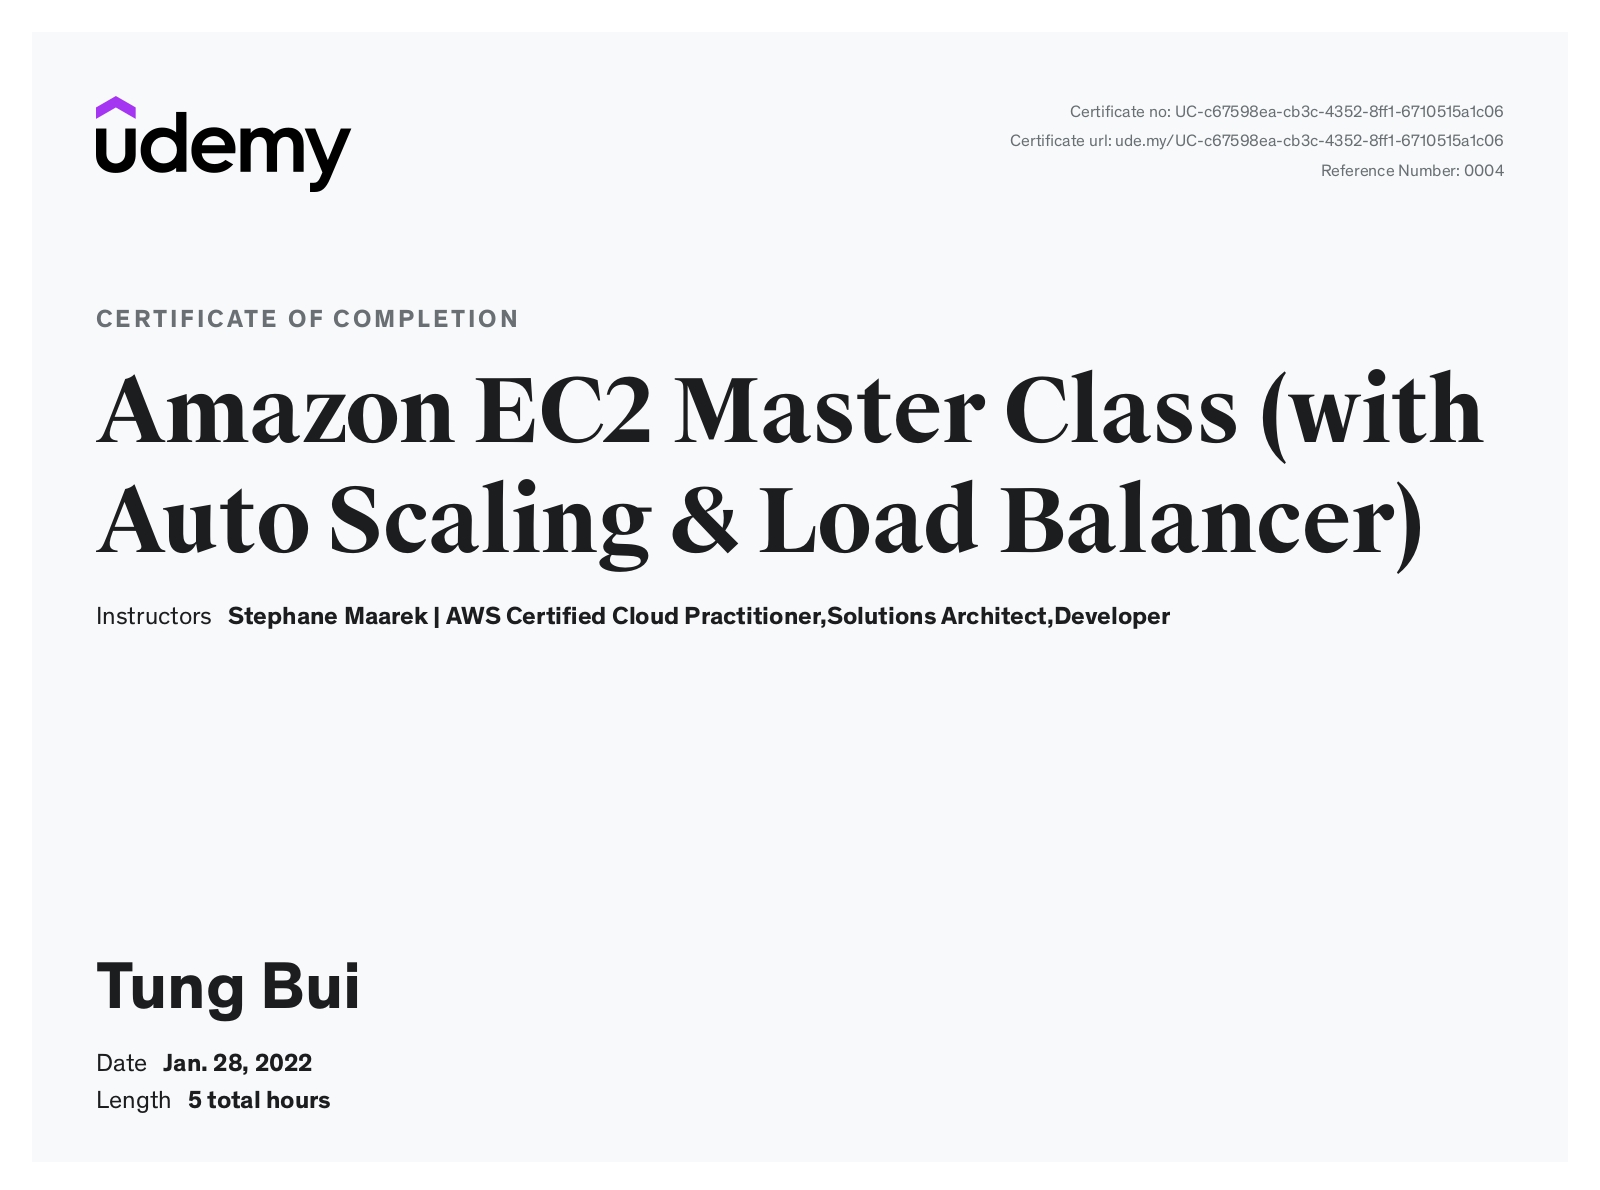 udemy
Certificate no: UC-c67598ea-cb3c-4352-8ff1-6710515a1c06
Certificate url: ude.my/UC-c67598ea-cb3c-4352-8ff1-6710515a1c06
Reference Number: 0004
CERTIFICATE OF COMPLETION
Amazon EC2 Master Class (with
Auto Scaling & Load Balancer)
Instructors Stephane Maarek | AWS Certified Cloud Practitioner,Solutions Architect,Developer
Tung Bui
Date Jan. 28, 2022
Length 5 total hours